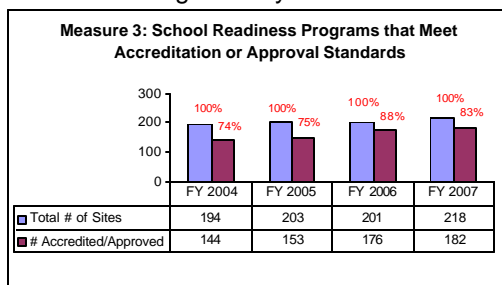 Measure 3: School Readiness Programs that Meet
Accreditation or Approval Standards
300
200
100
0
100% 74% 100% 75% 100% 88% 100% 83%
FY 2004 FY 2005 FY 2006 FY 2007
Total # of Sites 194 203 201 218
# Accredited/Approved 144 153 176 182